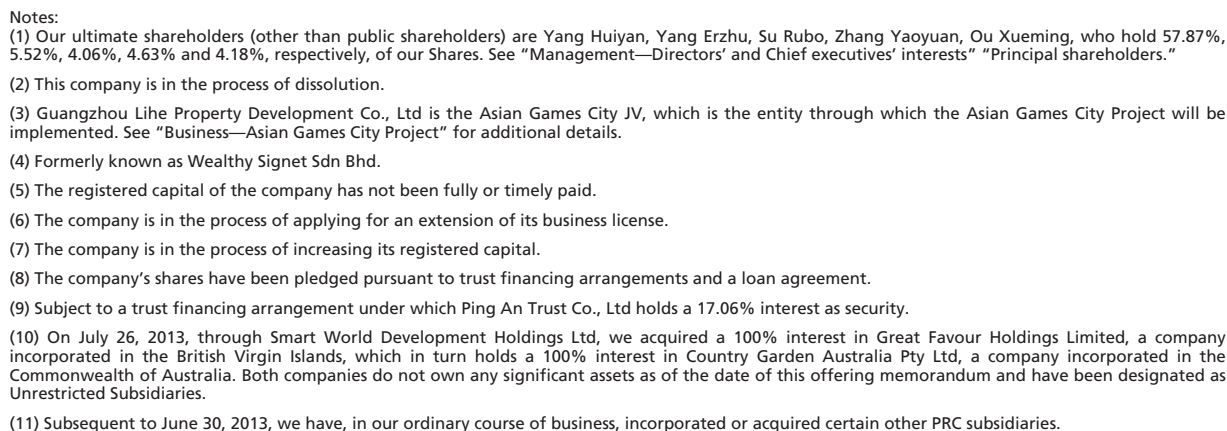 Notes:
(1) Our ultimate shareholders (other than public shareholders) are Yang Huiyan, Yang Erzhu, Su Rubo, Zhang Yaoyuan, Ou Xueming, who hold 57.87%,
5.52%, 4.06%, 4.63% and 4.18%, respectively, of our Shares. See “Management—Directors’ and Chief executives’ interests” “Principal shareholders.”
(2) This company is in the process of dissolution.
(3) Guangzhou Lihe Property Development Co., Ltd is the Asian Games City JV, which is the entity through which the Asian Games City Project will be
implemented. See “Business—Asian Games City Project” for additional details.
(4) Formerly known as Wealthy Signet Sdn Bhd.
(5) The registered capital of the company has not been fully or timely paid.
(6) The company is in the process of applying for an extension of its business license.
(7) The company is in the process of increasing its registered capital.
(8) The company’s shares have been pledged pursuant to trust financing arrangements and a loan agreement.
(9) Subject to a trust financing arrangement under which Ping An Trust Co., Ltd holds a 17.06% interest as security.
(10) On July 26, 2013, through Smart World Development Holdings Ltd, we acquired a 100% interest in Great Favour Holdings Limited, a company
incorporated in the British Virgin Islands, which in turn holds a 100% interest in Country Garden Australia Pty Ltd, a company incorporated in the
Commonwealth of Australia. Both companies do not own any significant assets as of the date of this offering memorandum and have been designated as
Unrestricted Subsidiaries.
(11) Subsequent to June 30, 2013, we have, in our ordinary course of business, incorporated or acquired certain other PRC subsidiaries.